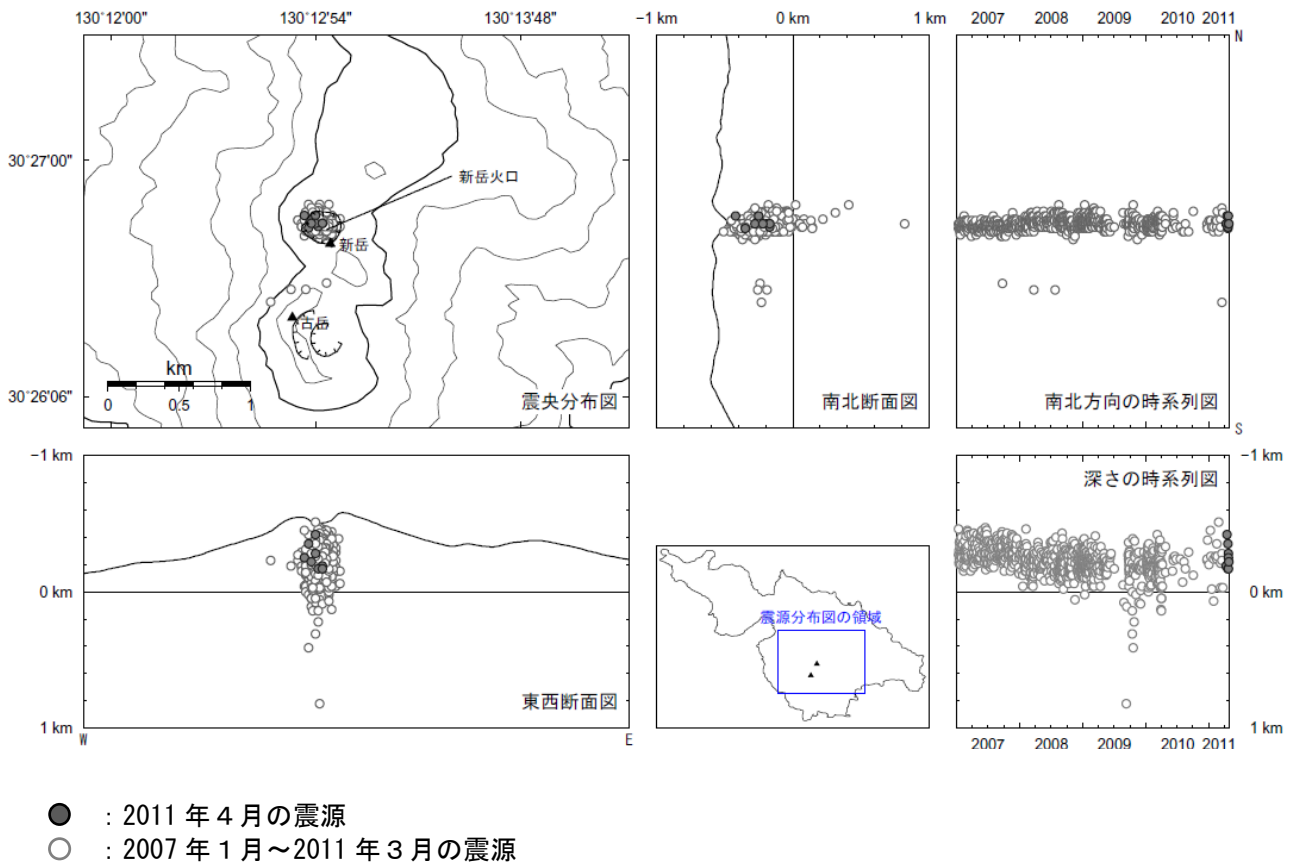 130°12'00" 130°12'54" 130°13'48"
−1 km 0 km 1 km
2007 2008 2009 2010 2011
N
30°27'00"
新岳火口
新岳
古岳
km
0 0.5 1
30°26'06"
震央分布図
南北断面図
南北方向の時系列図
S
−1 km
0 km
1 km
東西断面図
W E
震源分布図の領域
深さの時系列図
−1 km
0 km
1 km
2007 2008 2009 2010 2011
：2011 年４月の震源
：2007 年１月～2011 年３月の震源